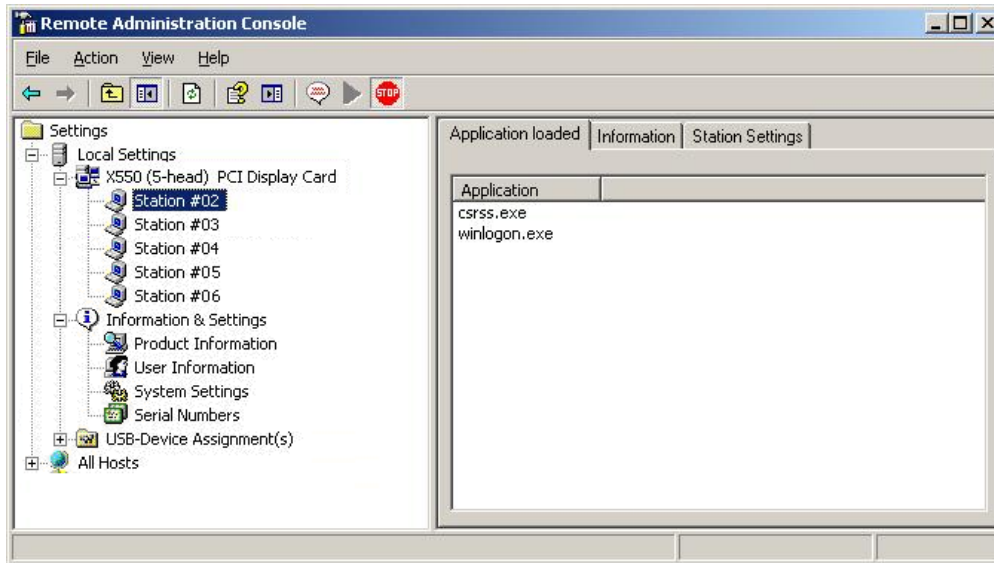 Remote Administration Console
File Action View Help
STOP
Settings
Local Settings
X550 (5-head) PCI Display Card
Station #02
Station #03
Station #04
Station #05
Station #06
Information & Settings
Product Information
User Information
System Settings
Serial Numbers
USB-Device Assignment(s)
All Hosts
Application loaded Information Station Settings
Application
csrss.exe
winlogon.exe